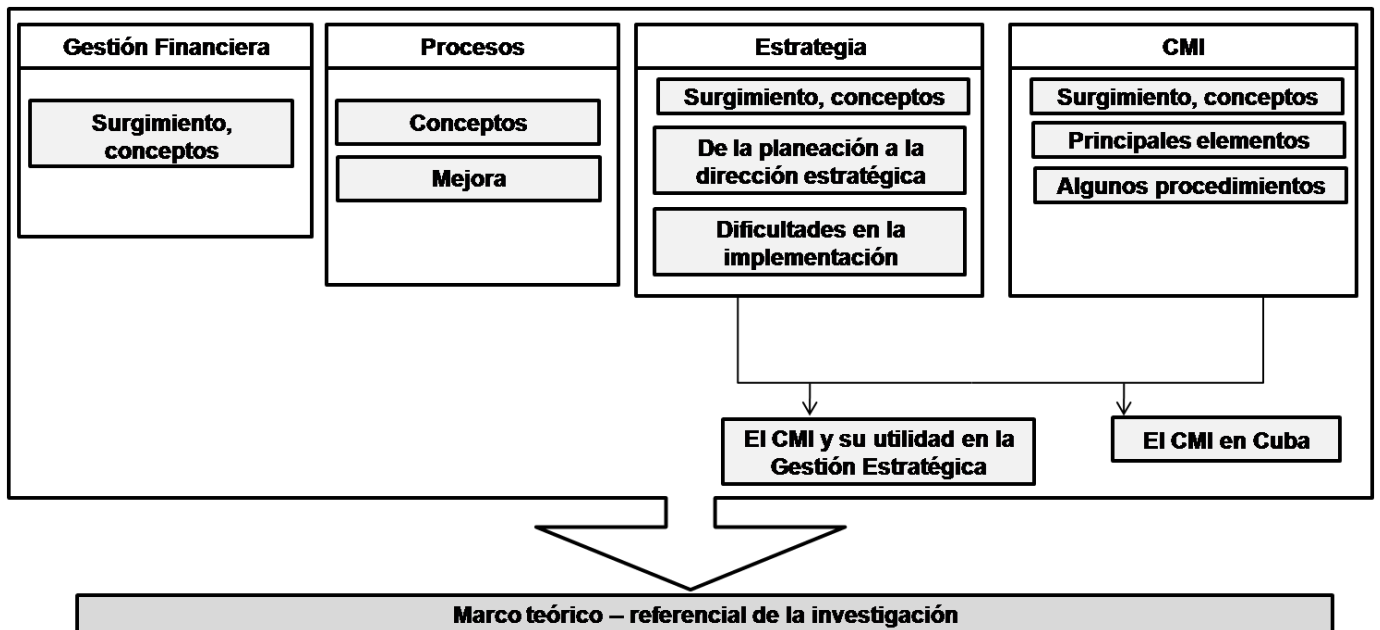 Gestión Financiera
Surgimiento,
conceptos
Procesos
Conceptos
Mejora
Estrategia
Surgimiento, conceptos
De la planeación a la
dirección estratégica
Dificultades en la
implementación
CMI
Surgimiento, conceptos
Principales elementos
Algunos procedimientos
El CMI y su utilidad en la
Gestión Estratégica
El CMI en Cuba
Marco teórico – referencial de la investigación